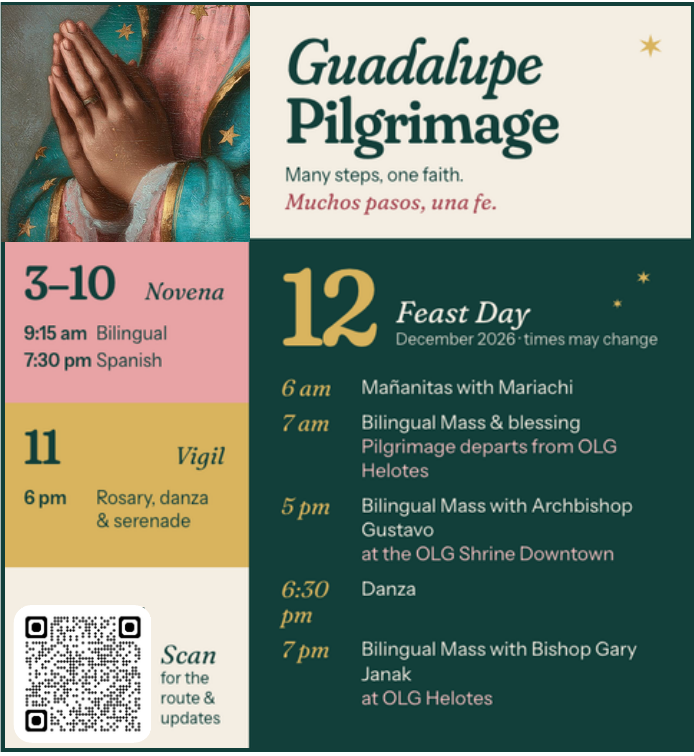 Guadalupe
Pilgrimage
Many steps, one faith.
Muchos pasos, una fe.
3–10 Novena
9:15 am Bilingual
7:30 pm Spanish
11 Vigil
6 pm Rosary, danza
& serenade
Scan
for the
route &
updates
12 Feast Day
December 2026 · times may change
6 am Mañanitas with Mariachi
7 am Bilingual Mass & blessing
Pilgrimage departs from OLG
Helotes
5 pm Bilingual Mass with Archbishop
Gustavo
at the OLG Shrine Downtown
6:30 Danza
pm
7 pm Bilingual Mass with Bishop Gary
Janak
at OLG Helotes